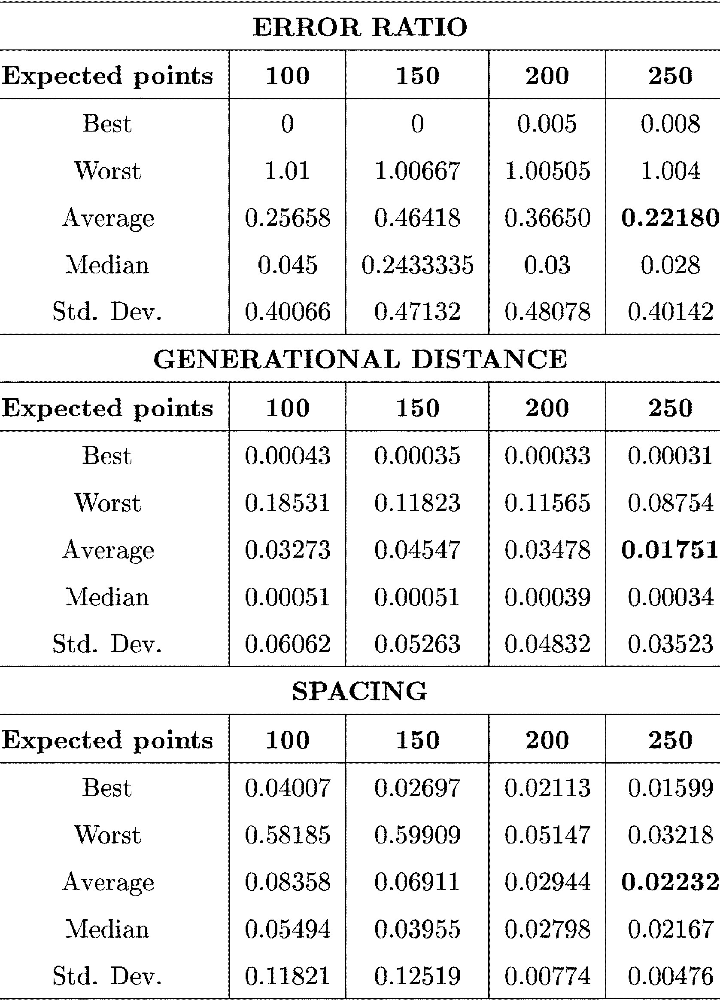 ERROR RATIO
Expected points 100 150 200 250
Best 0 0 0.005 0.008
Worst 1.01 1.00667 1.00505 1.004
Average 0.25658 0.46418 0.36650 0.22180
Median 0.045 0.2433335 0.03 0.028
Std. Dev. 0.40066 0.47132 0.48078 0.40142
GENERATIONAL DISTANCE
Expected points 100 150 200 250
Best 0.00043 0.00035 0.00033 0.00031
Worst 0.18531 0.11823 0.11565 0.08754
Average 0.03273 0.04547 0.03478 0.01751
Median 0.00051 0.00051 0.00039 0.00034
Std. Dev. 0.06062 0.05263 0.04832 0.03523
SPACING
Expected points 100 150 200 250
Best 0.04007 0.02697 0.02113 0.01599
Worst 0.58185 0.59909 0.05147 0.03218
Average 0.08358 0.06911 0.02944 0.02232
Median 0.05494 0.03955 0.02798 0.02167
Std. Dev. 0.11821 0.12519 0.00774 0.00476